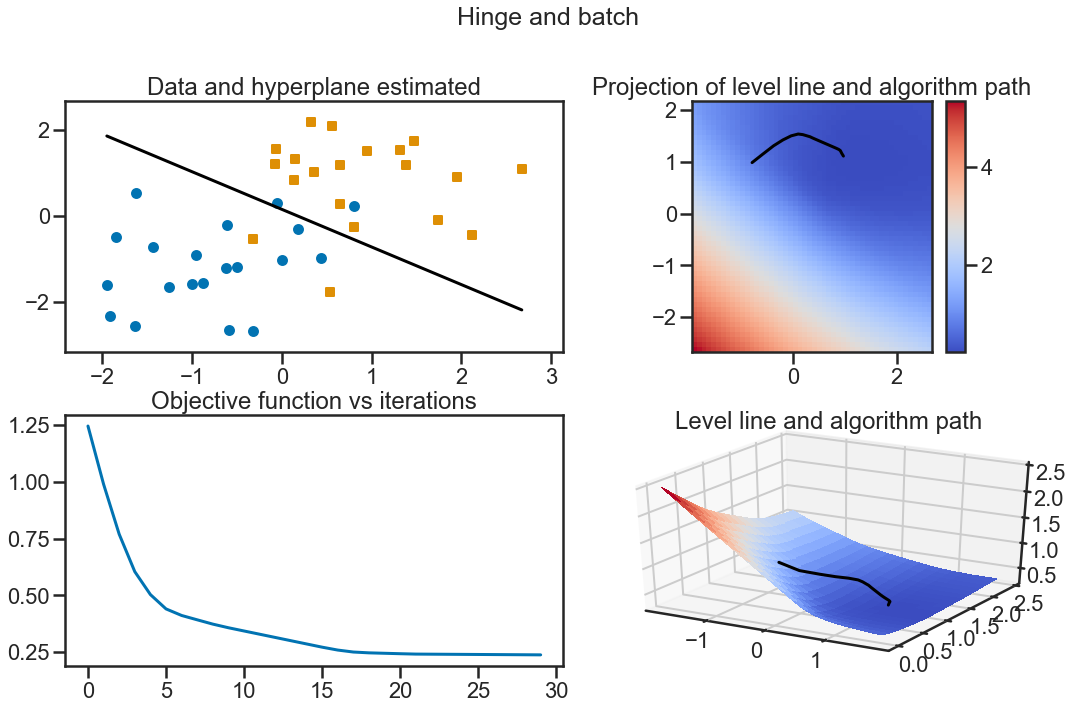 Hinge and batch
Data and hyperplane estimated
2
0
−2
−2 −1 0 1 2 3
Projection of level line and algorithm path
2
1
0
−1
−2
0 2
4
2
Objective function vs iterations
1.25
1.00
0.75
0.50
0.25
0 5 10 15 20 25 30
Level line and algorithm path
2.5
2.0
1.5
1.0
0.5
−1 0 1
0.0 0.5 1.0 1.5 2.0 2.5